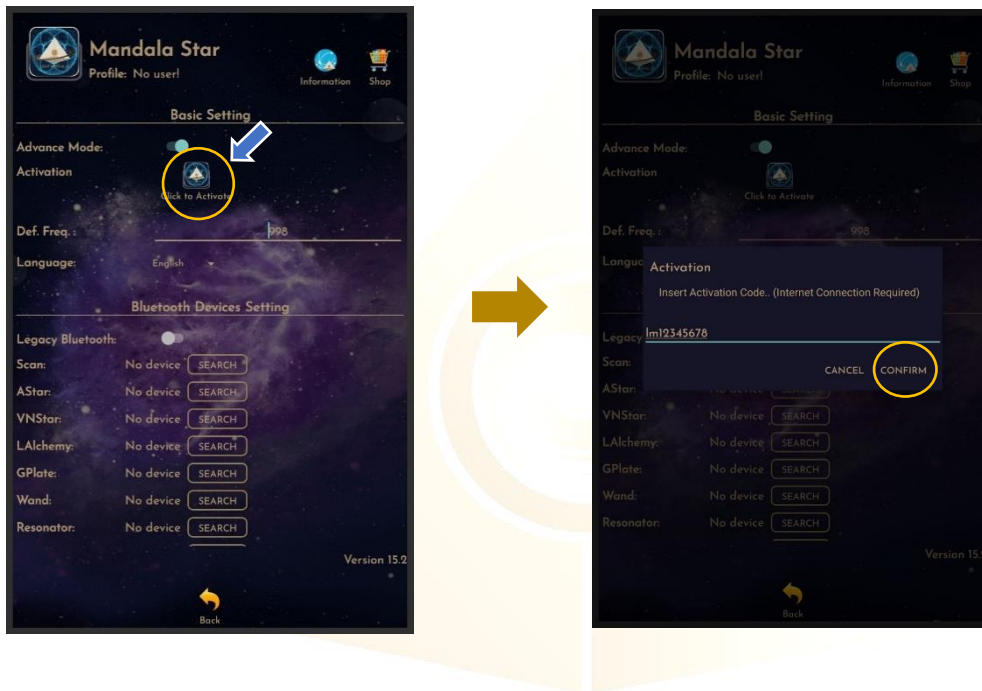 Mandala Star
Profile: No user!
Information
Shop
Basic Setting
Advance Mode:
Activation
Click to Activate
Def. Freq. :
998
Language:
English
Bluetooth Devices Setting
Legacy Bluetooth:
Scan: No device SEARCH
AStar: No device SEARCH
VNStar: No device SEARCH
LAlchemy: No device SEARCH
GPlate: No device SEARCH
Wand: No device SEARCH
Resonator: No device SEARCH
Version 15.2
Back
Mandala Star
Profile: No user!
Information
Shop
Basic Setting
Advance Mode:
Activation
Click to Activate
Def. Freq. :
998
Activation
Insert Activation Code.. (Internet Connection Required)
Legacy
lm12345678
CANCEL CONFIRM
Scan:
AStar: No device SEARCH
VNStar: No device SEARCH
LAlchemy: No device SEARCH
GPlate: No device SEARCH
Wand: No device SEARCH
Resonator: No device SEARCH
Version 15.
Back